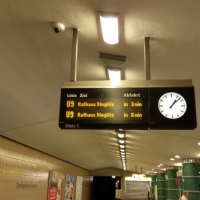 Linie Ziel Abfahrt
U9 Rathaus Steglitz in 3 min
U9 Rathaus Steglitz in 8 min
Gleis 1